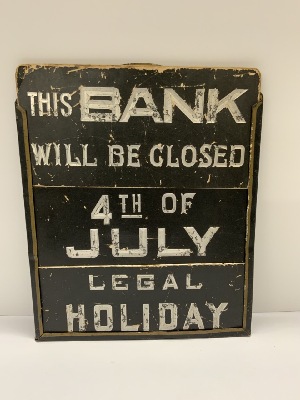 THIS BANK
WILL BE CLOSED
4TH OF
JULY
LEGAL
HOLIDAY